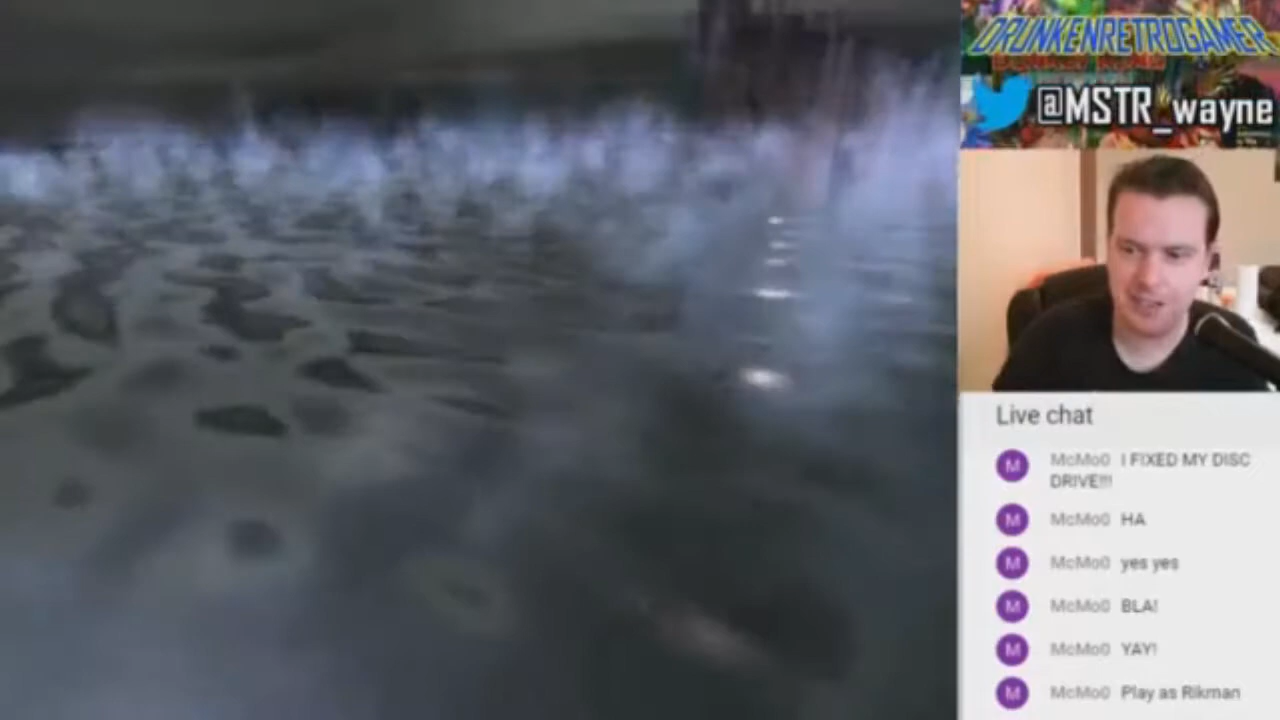 DRUNKENRETROGAMER
@MSTR_wayne
Live chat
M McMo0 I FIXED MY DISC
DRIVE!!!
M McMo0 HA
M McMo0 yes yes
M McMo0 BLA!
M McMo0 YAY!
M McMo0 Play as Rikman